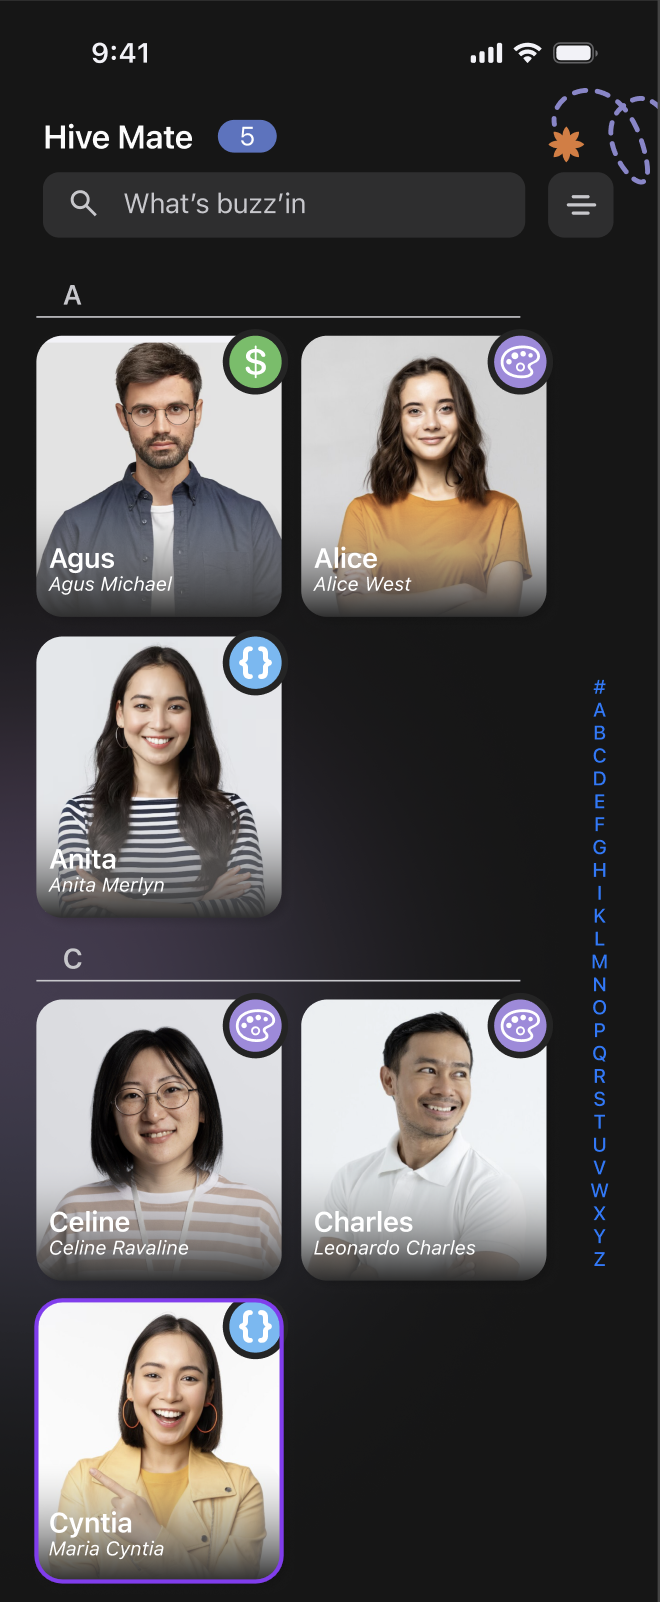 9:41
Hive Mate 5
What's buzz'in
A
$
Agus
Agus Michael
Alice
Alice West
{}
Anita
Anita Merlyn
C
Celine
Celine Ravaline
Charles
Leonardo Charles
{}
Cyntia
Maria Cyntia
#
A
B
C
D
E
F
G
H
I
K
L
M
N
O
P
Q
R
S
T
U
V
W
X
Y
Z